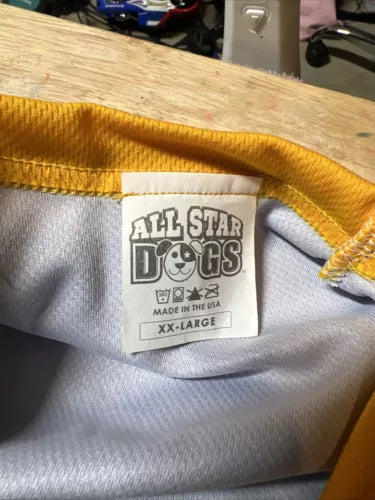 ALL STAR
DOGS
MADE IN THE USA
XX-LARGE